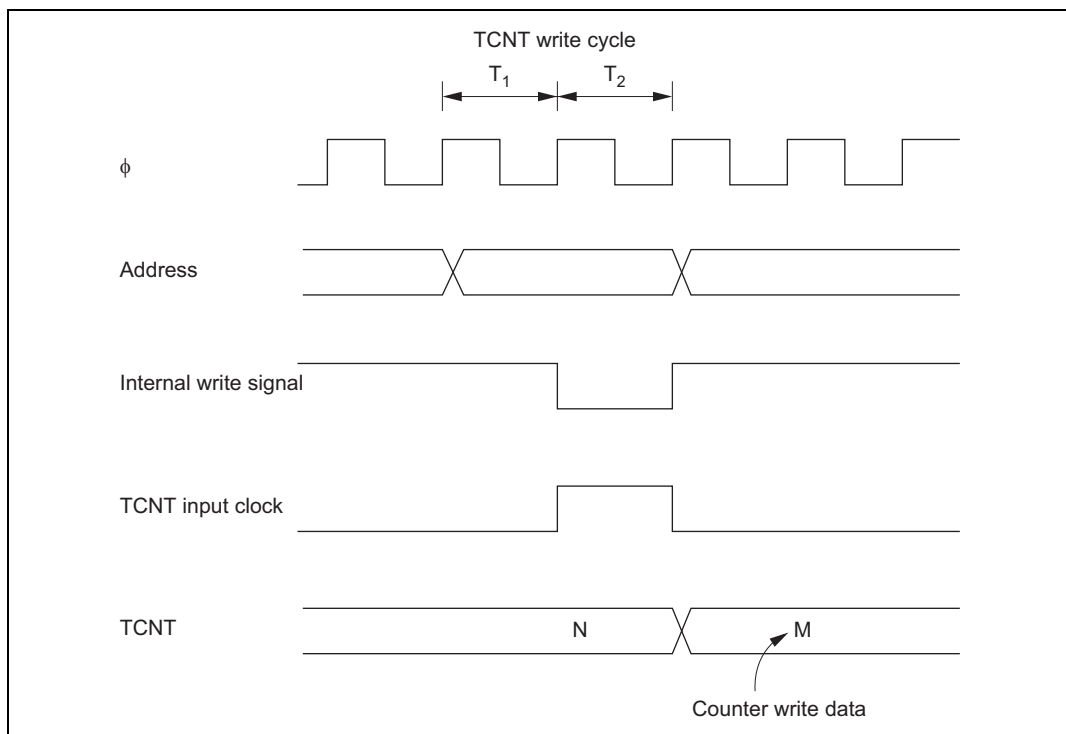 TCNT write cycle
T1 T2
ϕ
Address
Internal write signal
TCNT input clock
TCNT N M
Counter write data